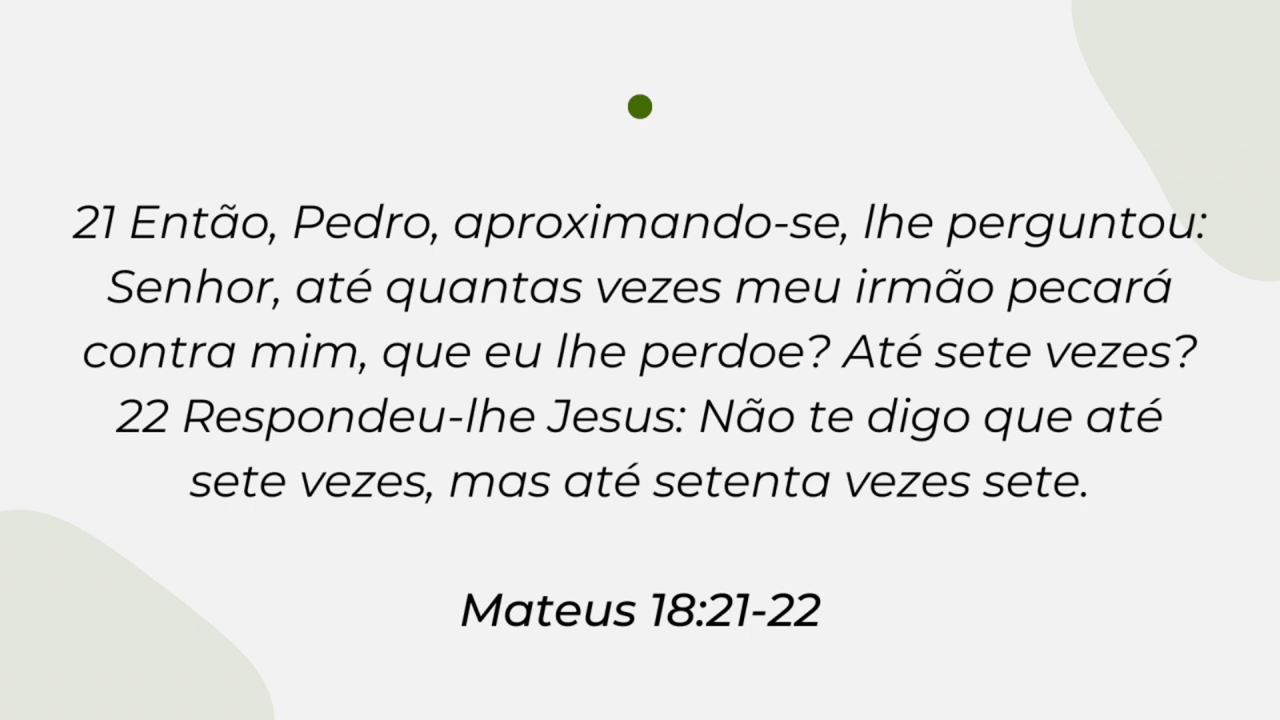 21 Então, Pedro, aproximando-se, lhe perguntou:
Senhor, até quantas vezes meu irmão pecará
contra mim, que eu lhe perdoe? Até sete vezes?
22 Respondeu-lhe Jesus: Não te digo que até
sete vezes, mas até setenta vezes sete.
Mateus 18:21-22